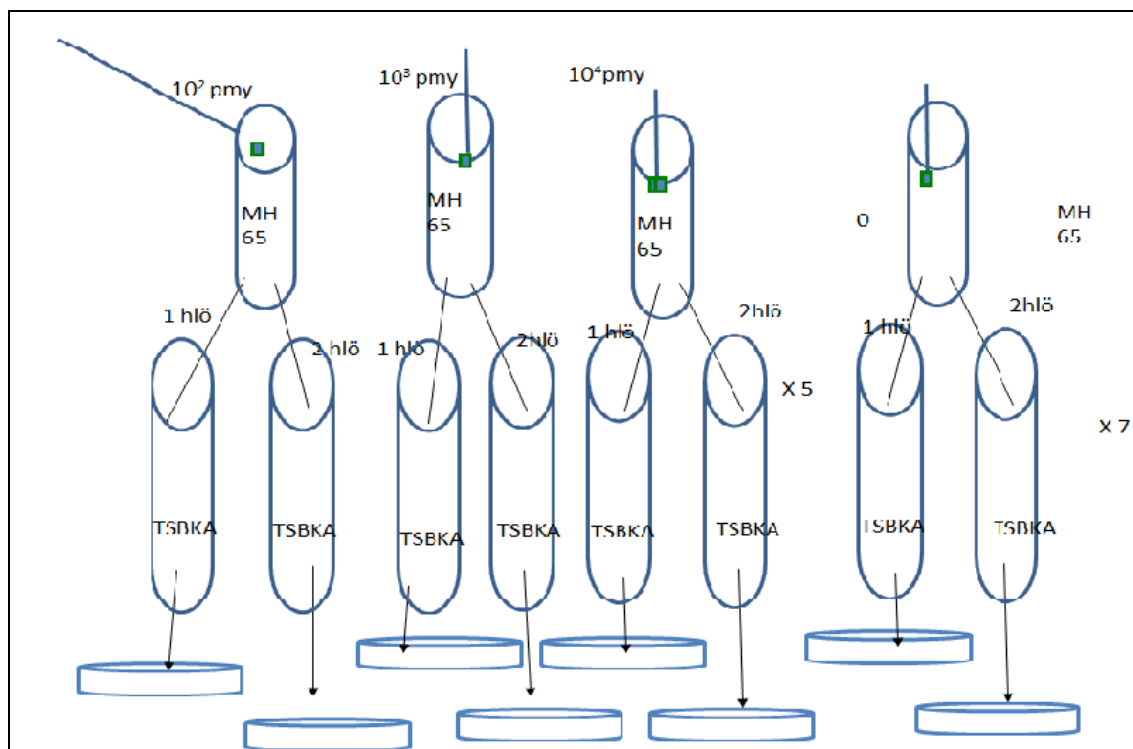 10² pmy
10³ pmy
10⁴pmy
MH
65
MH
65
MH
65
0
MH
65
1 hlö
2 hlö
1 hlö
2hlö
1 hlö
2hlö
1 hlö
2hlö
X 5
X 7
TSBKA
TSBKA
TSBKA
TSBKA
TSBKA
TSBKA
TSBKA
TSBKA